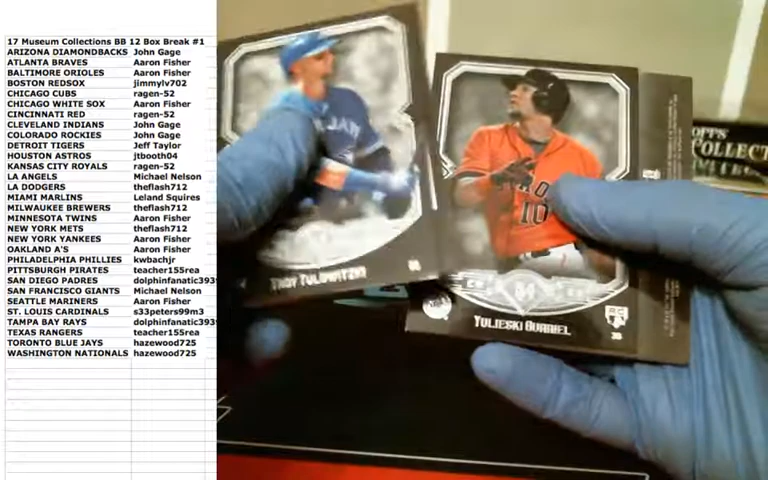 17 Museum Collections BB 12 Box Break #1
ARIZONA DIAMONDBACKS John Gage
ATLANTA BRAVES Aaron Fisher
BALTIMORE ORIOLES Aaron Fisher
BOSTON REDSOX jimmylv702
CHICAGO CUBS ragen-52
CHICAGO WHITE SOX Aaron Fisher
CINCINNATI RED ragen-52
CLEVELAND INDIANS John Gage
COLORADO ROCKIES John Gage
DETROIT TIGERS Jeff Taylor
HOUSTON ASTROS jtbooth04
KANSAS CITY ROYALS ragen-52
LA ANGELS Michael Nelson
LA DODGERS theflash712
MIAMI MARLINS Leland Squires
MILWAUKEE BREWERS theflash712
MINNESOTA TWINS Aaron Fisher
NEW YORK METS theflash712
NEW YORK YANKEES Aaron Fisher
OAKLAND A'S Aaron Fisher
PHILADELPHIA PHILLIES kwbachjr
PITTSBURGH PIRATES teacher155rea
SAN DIEGO PADRES dolphinfanatic393
SAN FRANCISCO GIANTS Michael Nelson
SEATTLE MARINERS Aaron Fisher
ST. LOUIS CARDINALS s33peters99m3
TAMPA BAY RAYS dolphinfanatic393
TEXAS RANGERS teacher155rea
TORONTO BLUE JAYS hazewood725
WASHINGTON NATIONALS hazewood725
TROY TULOWITZKI
10
YULIESKI GURRIEL
RC